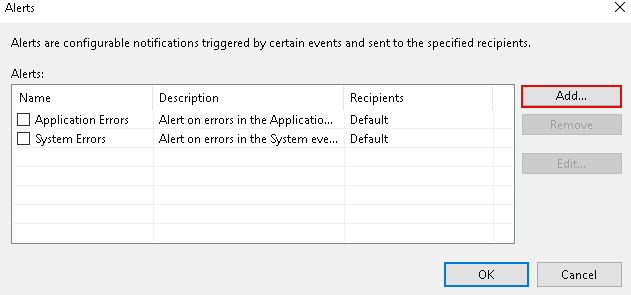 Alerts
Alerts are configurable notifications triggered by certain events and sent to the specified recipients.
Alerts:
Name Description Recipients
Application Errors Alert on errors in the Applicatio... Default
System Errors Alert on errors in the System eve... Default
Add...
Remove
Edit...
OK Cancel